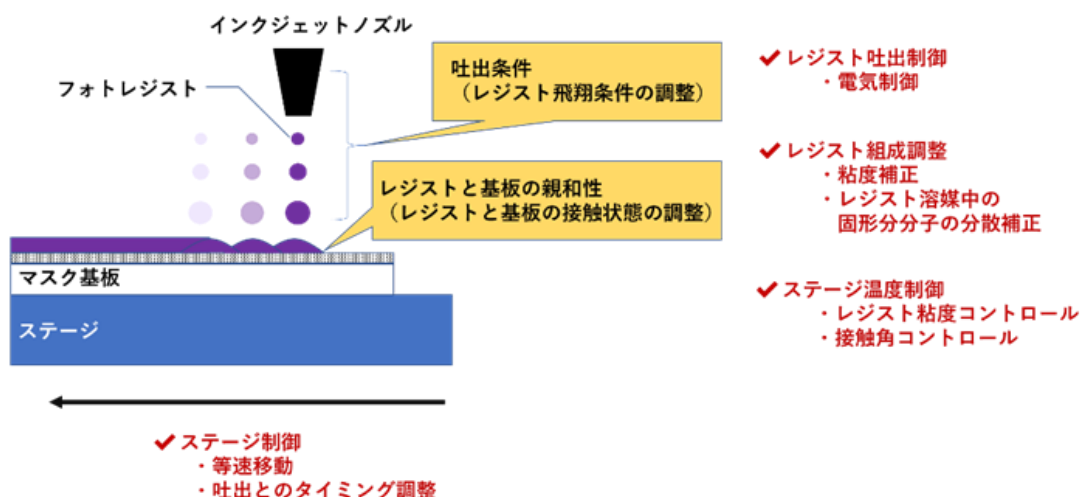 インクジェットノズル
フォトレジスト
吐出条件
（レジスト飛翔条件の調整）
レジストと基板の親和性
（レジストと基板の接触状態の調整）
マスク基板
ステージ
✓ ステージ制御
・等速移動
・吐出とのタイミング調整
✓ レジスト吐出制御
・電気制御
✓ レジスト組成調整
・粘度補正
・レジスト溶媒中の
固形分分子の分散補正
✓ ステージ温度制御
・レジスト粘度コントロール
・接触角コントロール